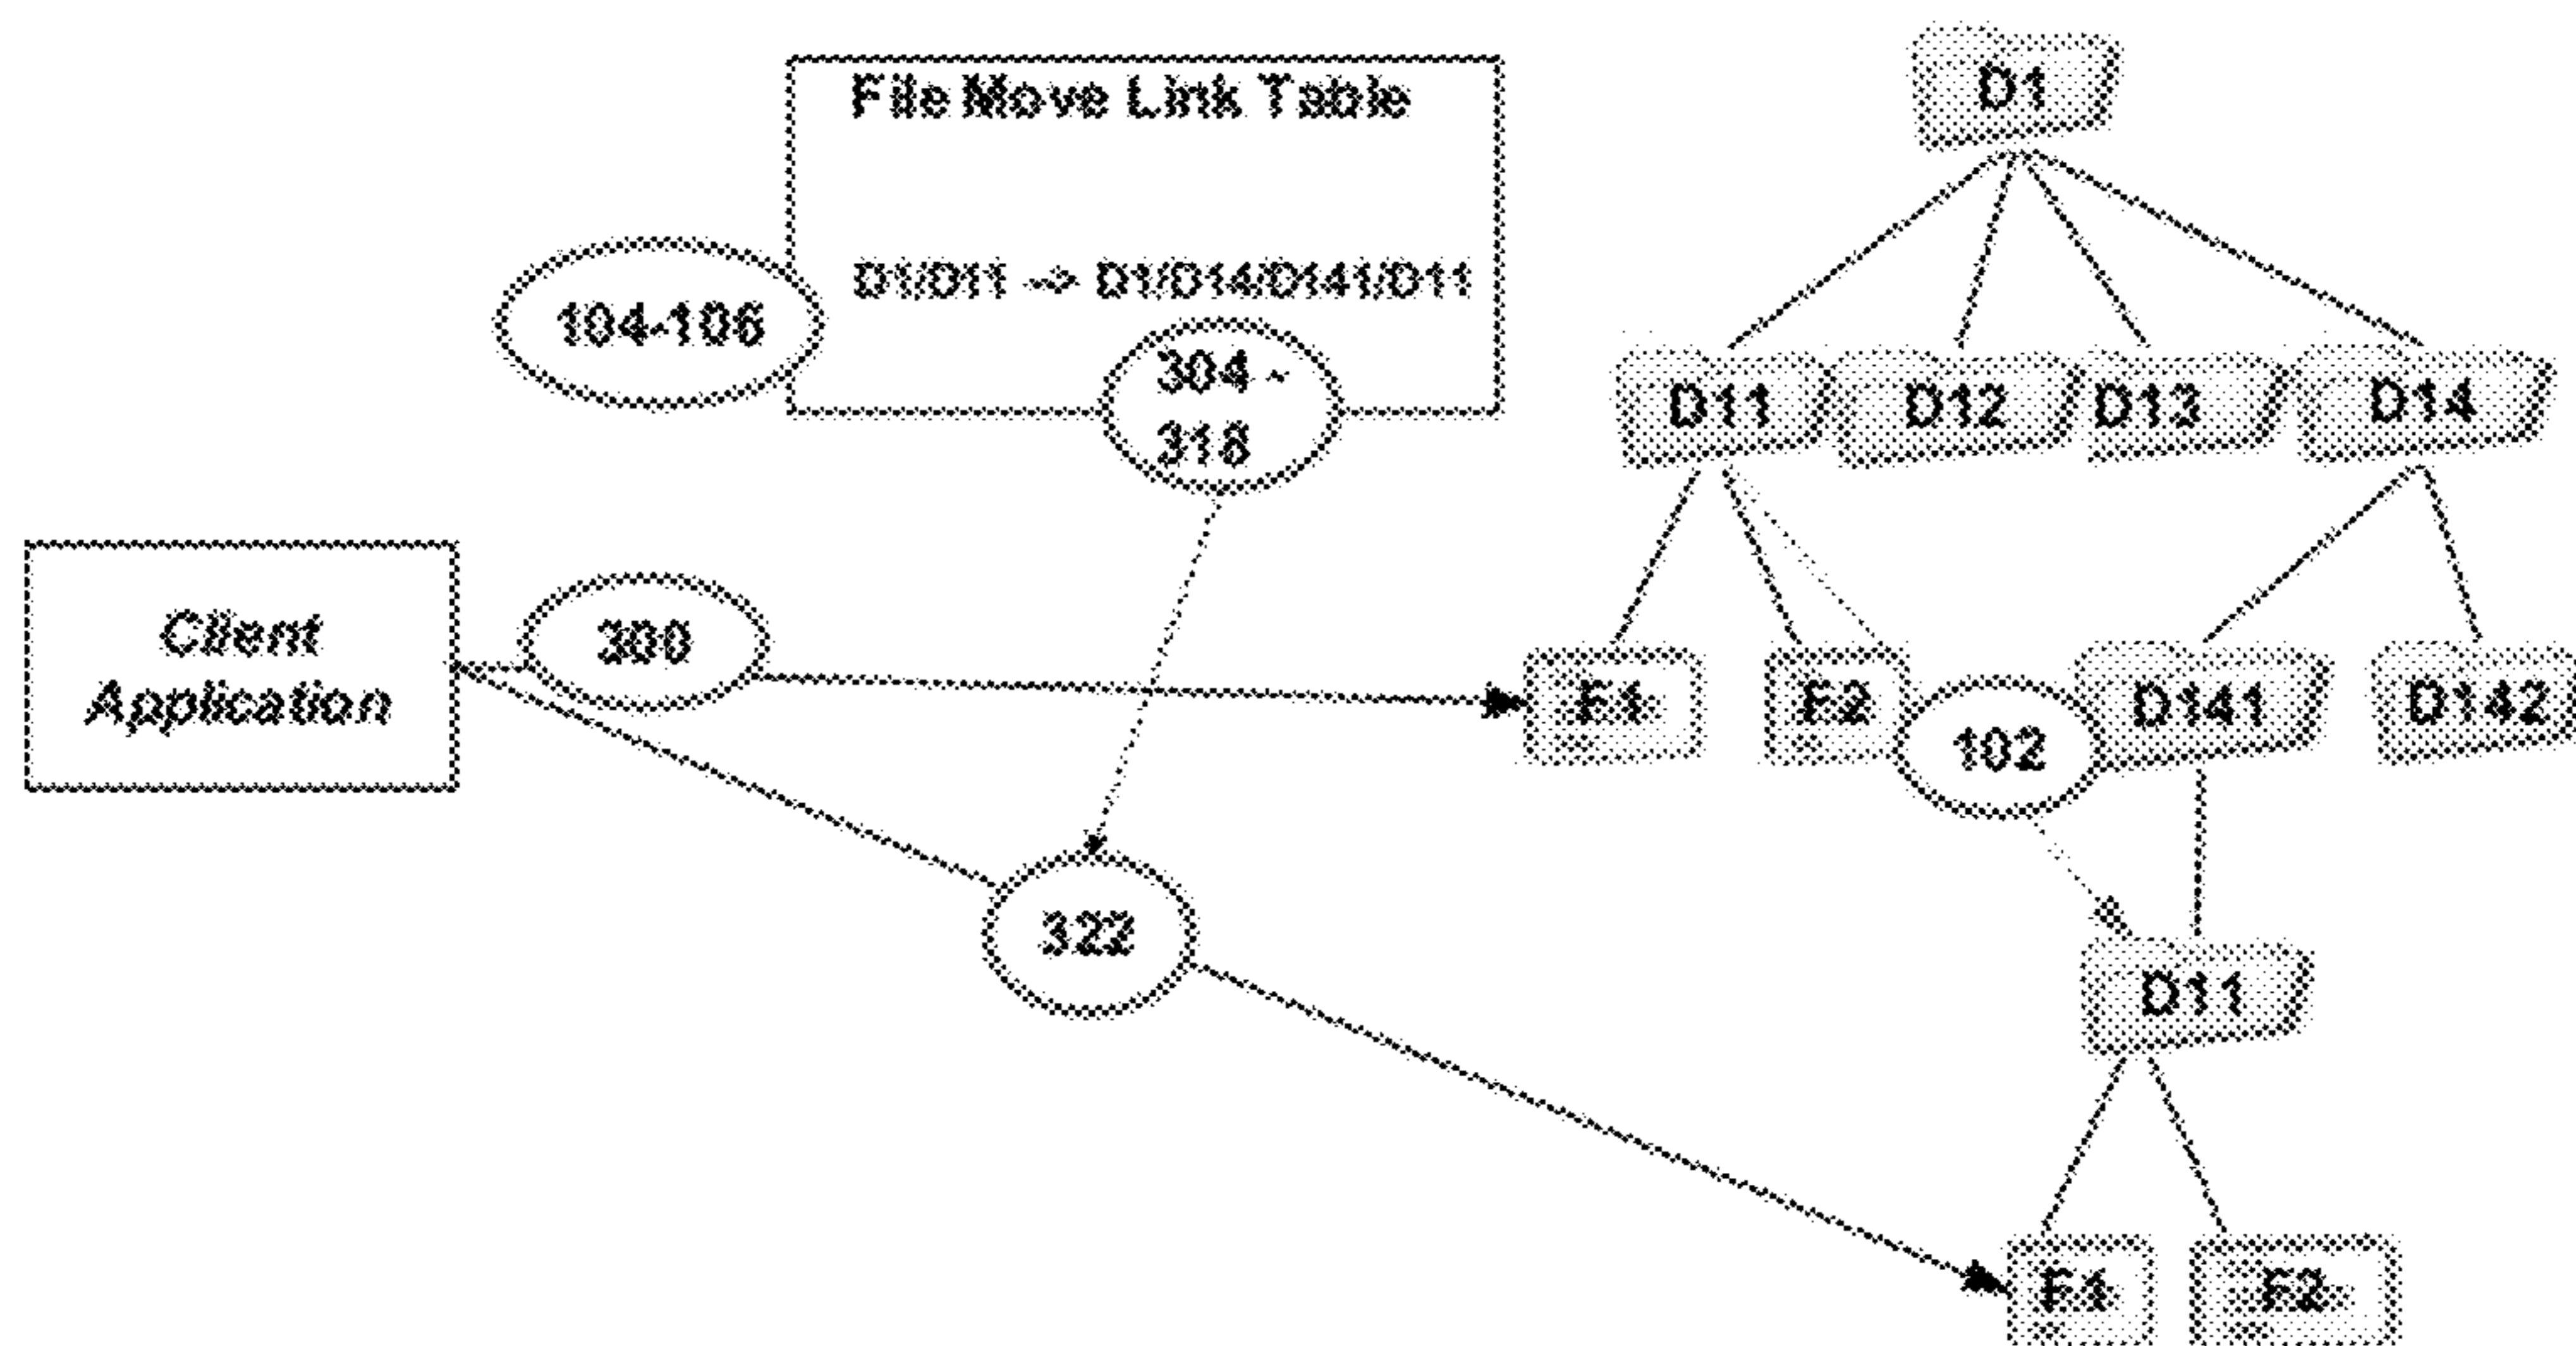 File Move Link Table
D1
D1/D11 --> D1/D14/D141/D11
104-106
304 -
318
D11
D12
D13
D14
Client
Application
300
F1
F2
102
D141
D142
322
D11
F1
F2